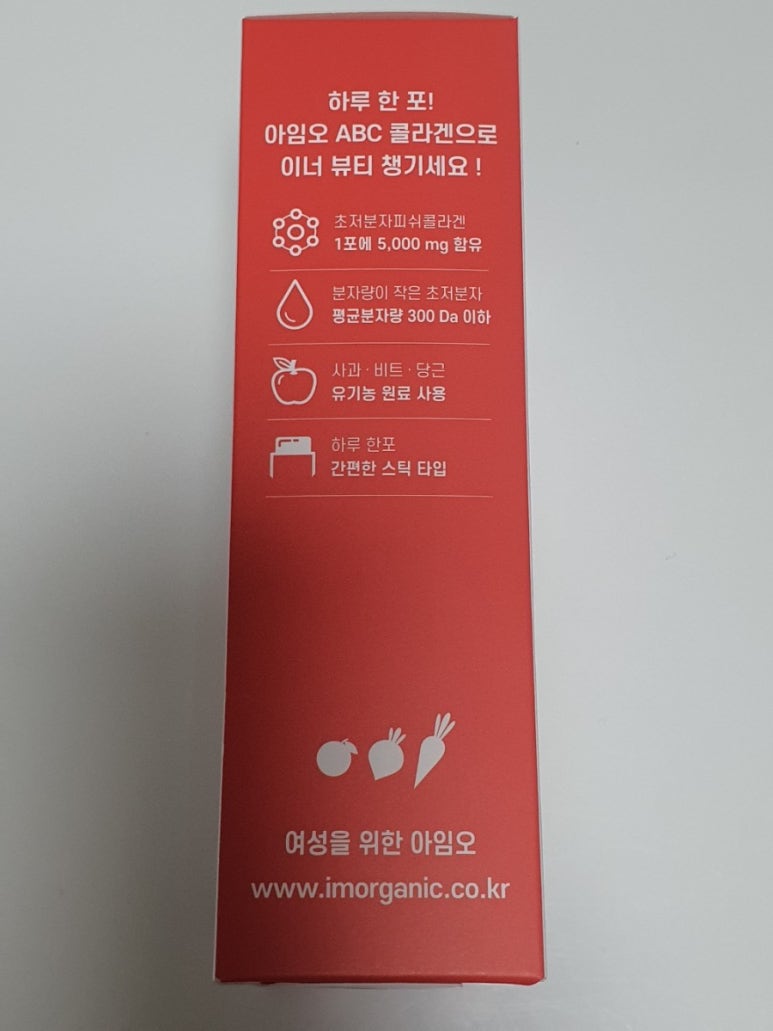 하루 한 포!
아임오 ABC 콜라겐으로
이너 뷰티 챙기세요 !
초저분자피쉬콜라겐
1포에 5,000 mg 함유
분자량이 작은 초저분자
평균분자량 300 Da 이하
사과 · 비트 · 당근
유기농 원료 사용
하루 한포
간편한 스틱 타입
여성을 위한 아임오
www.imorganic.co.kr